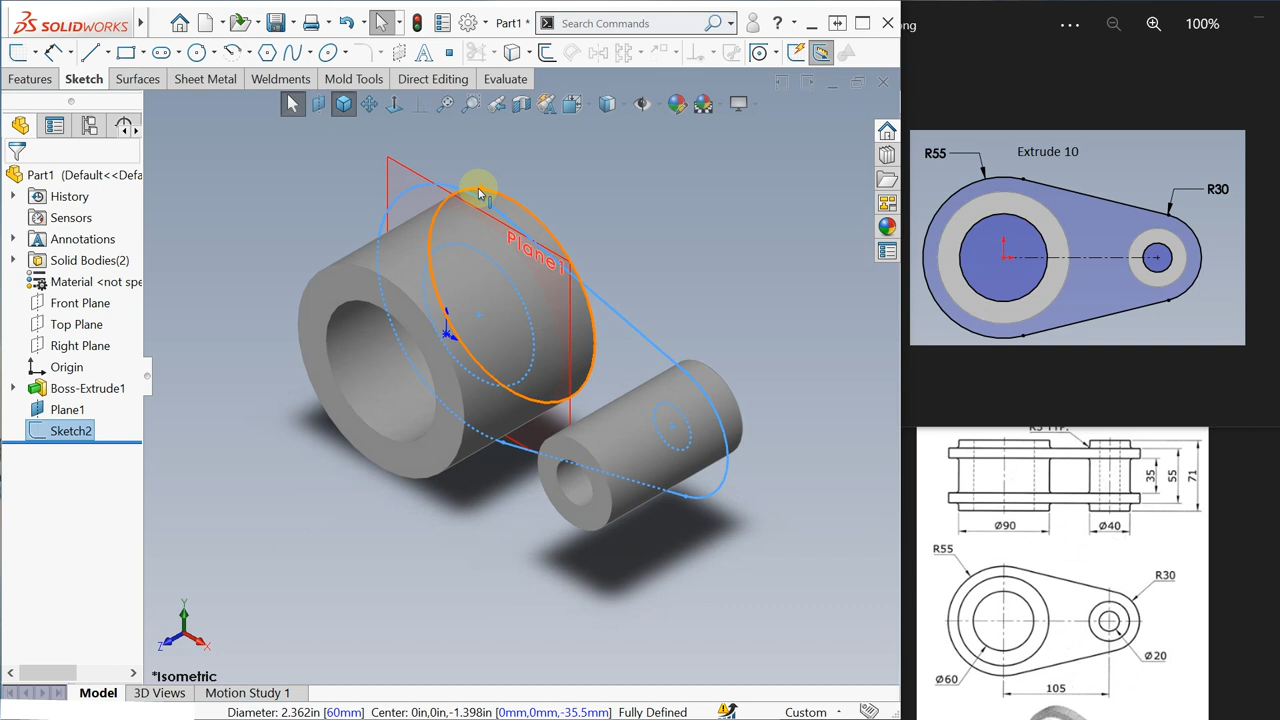 SOLIDWORKS
Part1 *
Search Commands
?
ong
100%
Features
Sketch
Surfaces
Sheet Metal
Weldments
Mold Tools
Direct Editing
Evaluate
Part1 (Default<<Defa
History
Sensors
Annotations
Solid Bodies(2)
Material <not spe
Front Plane
Top Plane
Right Plane
Origin
Boss-Extrude1
Plane1
Sketch2
Plane1
Y
X
Z
*Isometric
R55
Extrude 10
R30
R5 TYP.
35
55
71
Ø90
Ø40
R55
R30
Ø60
Ø20
105
Model
3D Views
Motion Study 1
Diameter: 2.362in [60mm]
Center: 0in,0in,-1.398in [0mm,0mm,-35.5mm]
Fully Defined
Custom